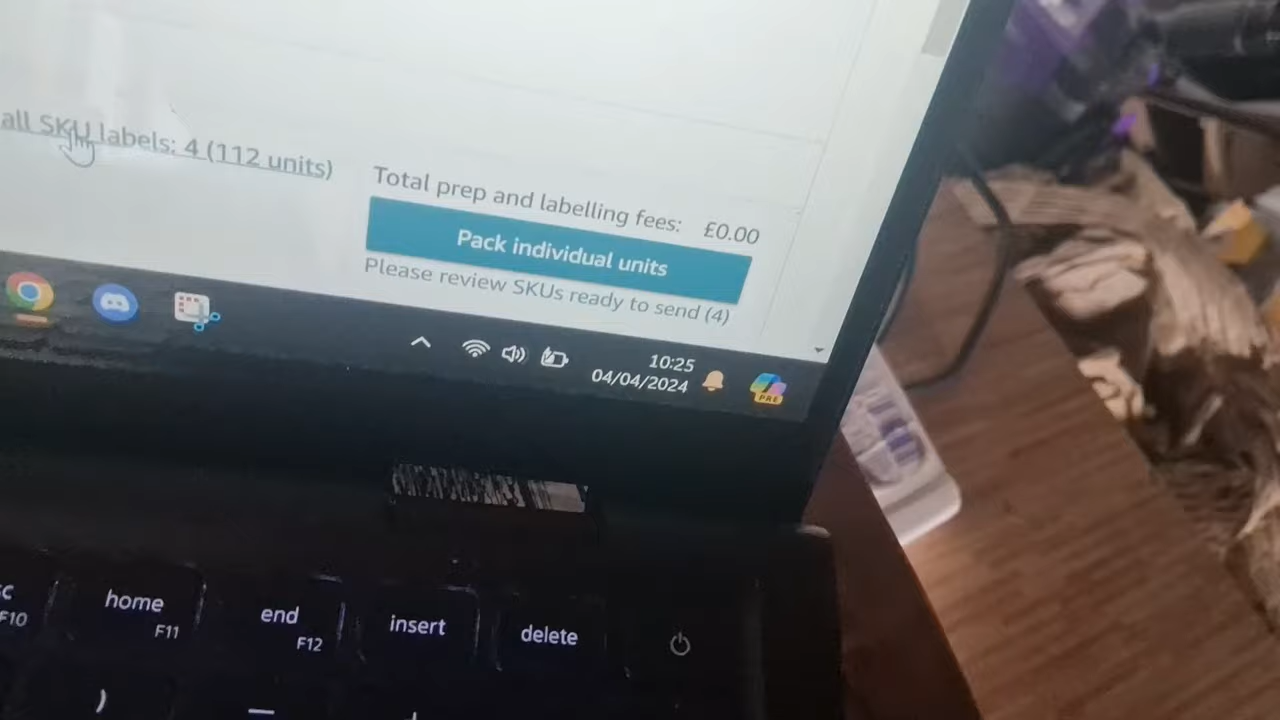 all SKU labels: 4 (112 units)
Total prep and labelling fees: £0.00
Pack individual units
Please review SKUs ready to send (4)
10:25
04/04/2024
PRE
F10
home
F11
end
F12
insert
delete
)